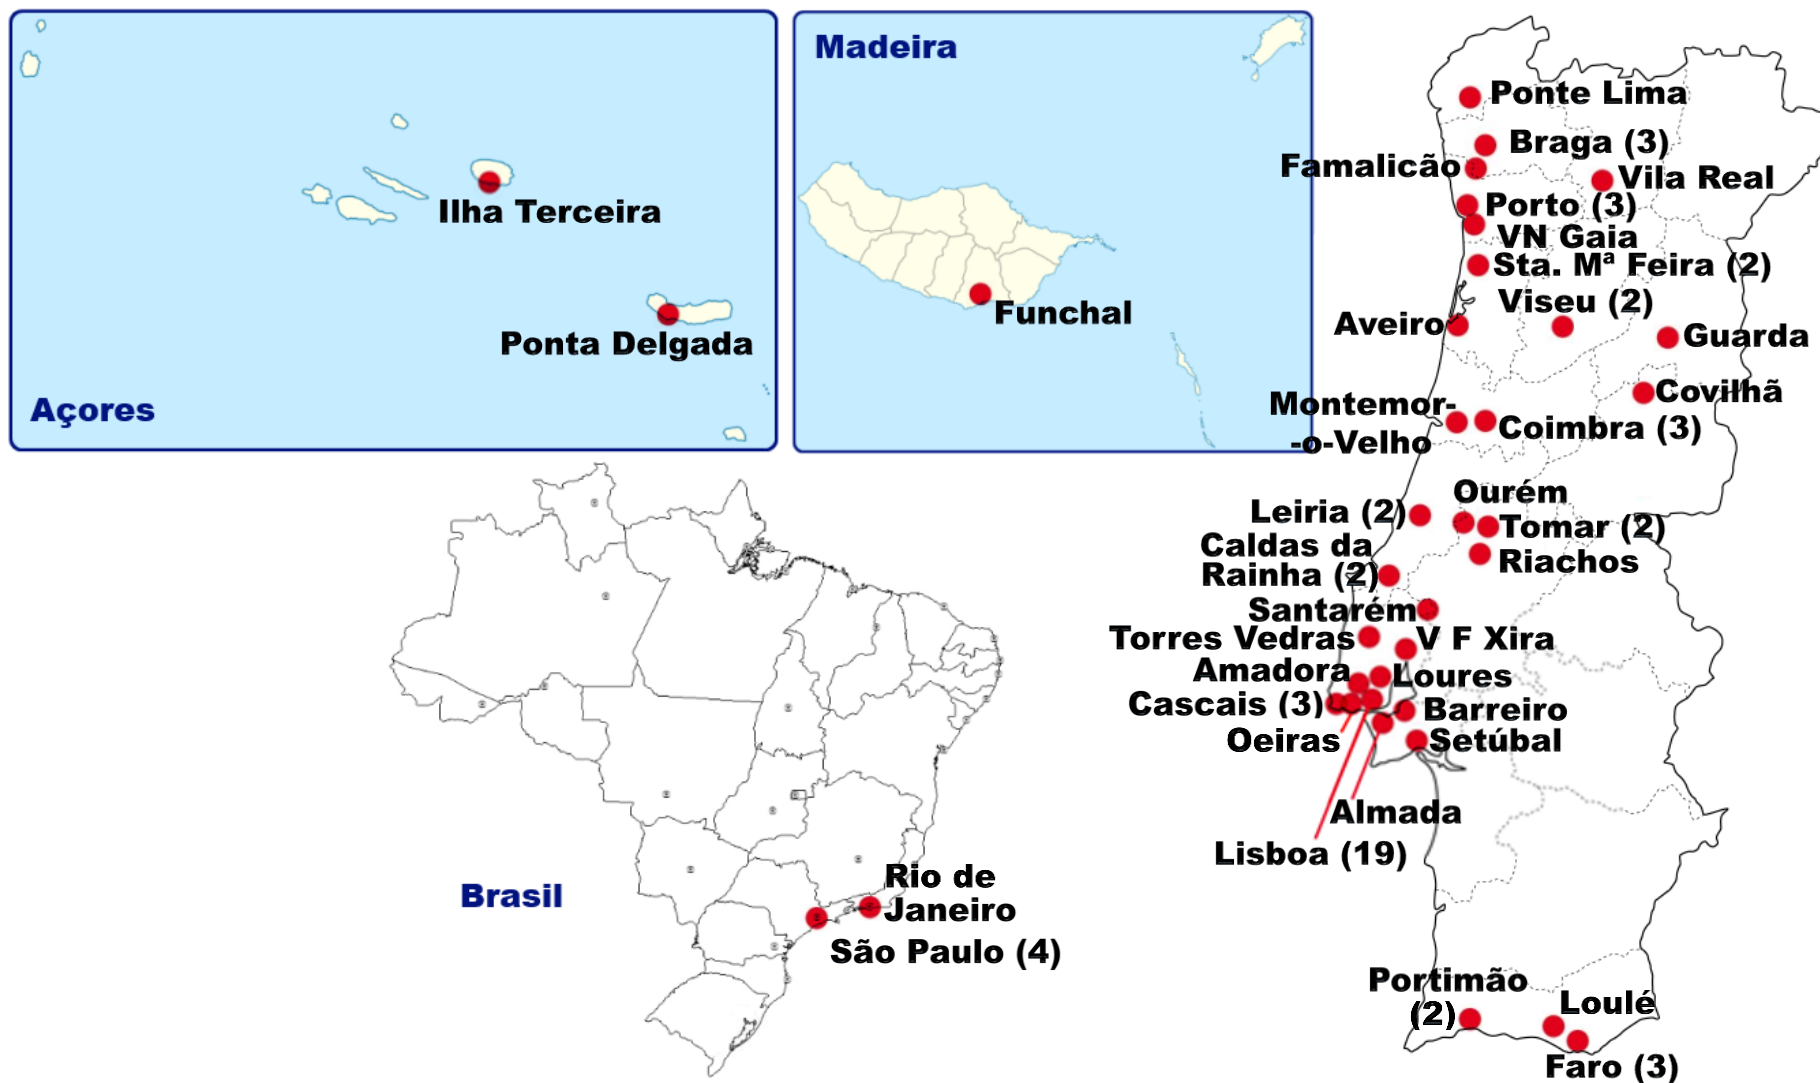 Madeira
Ilha Terceira
Ponta Delgada
Açores
Funchal
Ponte Lima
Braga (3)
Famalicão
Vila Real
Porto (3)
VN Gaia
Sta. Mª Feira (2)
Viseu (2)
Aveiro
Guarda
Covilhã
Montemor-
-o-Velho
Coimbra (3)
Ourém
Leiria (2)
Tomar (2)
Caldas da
Rainha (2)
Riachos
Santarém
Torres Vedras
V F Xira
Amadora
Loures
Cascais (3)
Barreiro
Oeiras
Setúbal
Almada
Lisboa (19)
Brasil
Rio de
Janeiro
São Paulo (4)
Portimão
(2)
Loulé
Faro (3)